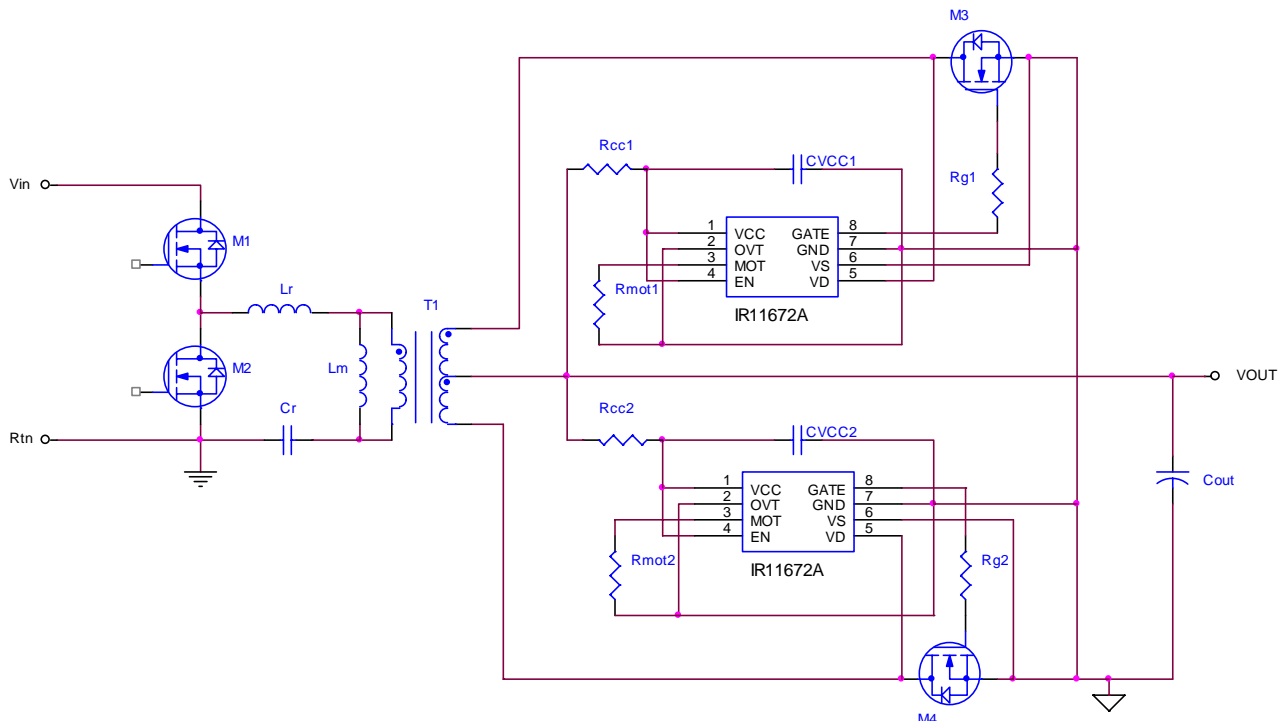 M3
Rcc1
CVCC1
Rg1
Vin
M1
1 VCC GATE 8
2 OVT GND 7
3 MOT VS 6
4 EN VD 5
Lr
T1
Rmot1
IR11672A
M2
Lm
VOUT
Rcc2
Cr
CVCC2
Rtn
1 VCC GATE 8
2 OVT GND 7
3 MOT VS 6
4 EN VD 5
Cout
Rmot2
Rg2
IR11672A
M4